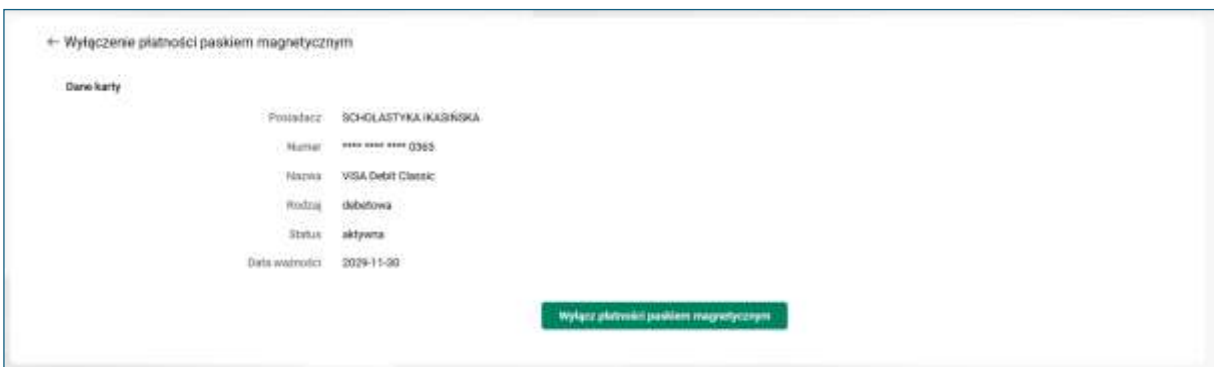 ← Wyłączenie płatności paskiem magnetycznym
Dane karty
Posiadacz SCHOLASTYKA IKASIŃSKA
Numer **** **** **** 0365
Nazwa VISA Debit Classic
Rodzaj debetowa
Status aktywna
Data ważności 2029-11-30
Wyłącz płatności paskiem magnetycznym